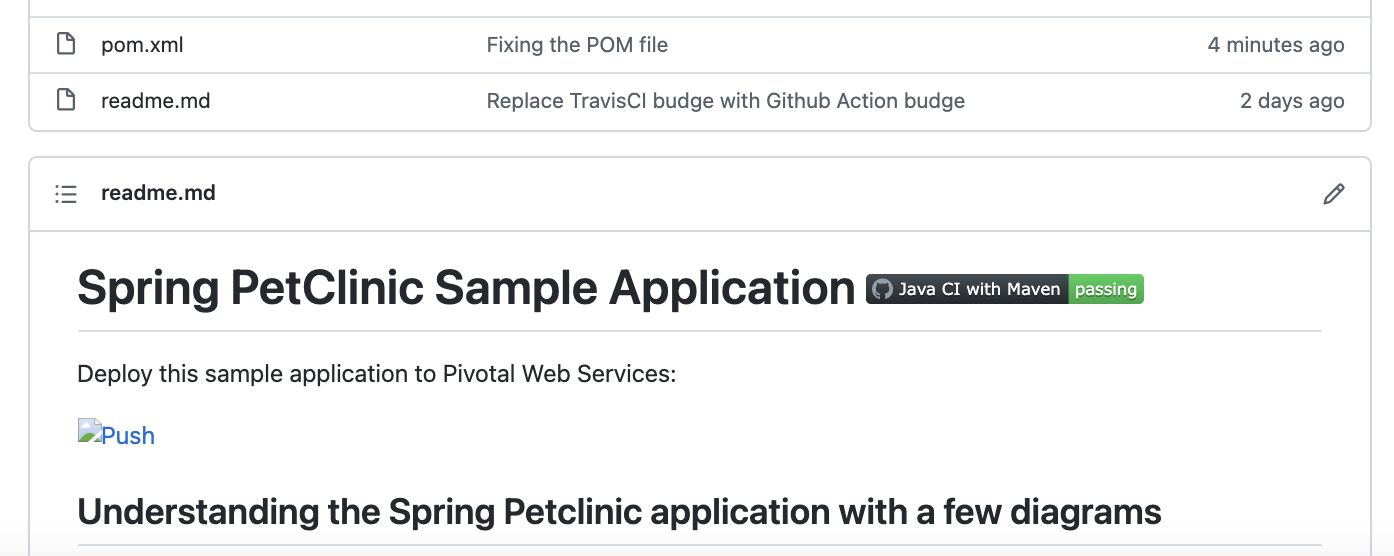 pom.xml Fixing the POM file 4 minutes ago
readme.md Replace TravisCI budge with Github Action budge 2 days ago
readme.md
Spring PetClinic Sample Application Java CI with Maven passing
Deploy this sample application to Pivotal Web Services:
Push
Understanding the Spring Petclinic application with a few diagrams